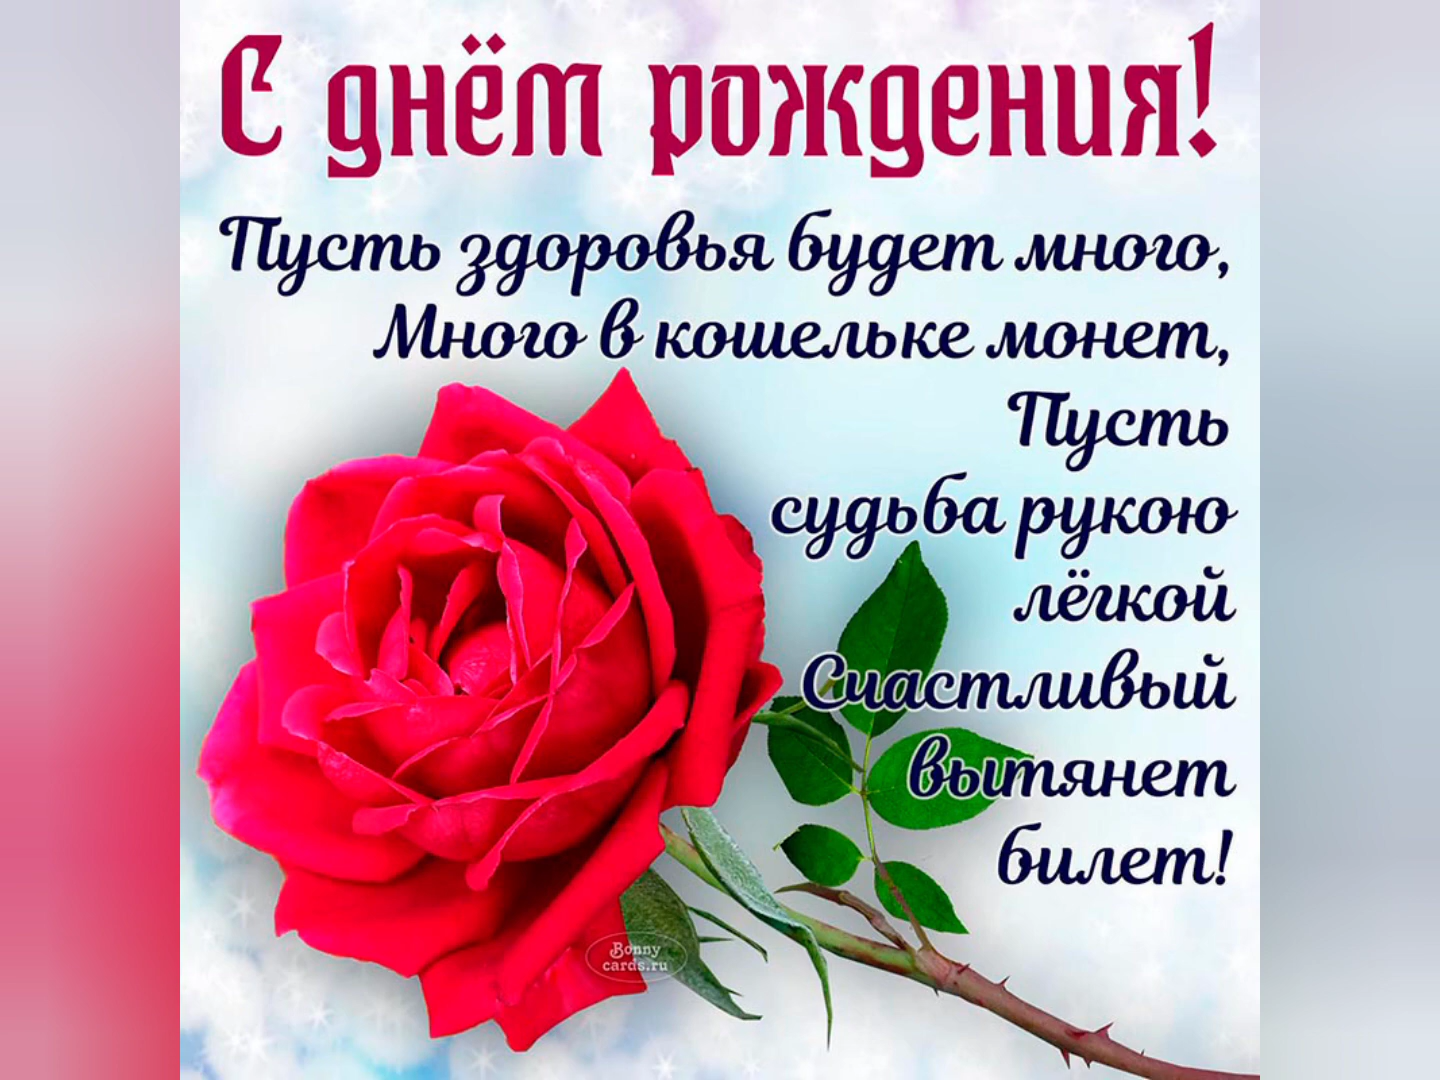 С днём рождения!
Пусть здоровья будет много,
Много в кошельке монет,
Пусть
судьба рукою
лёгкой
Счастливый
вытянет
билет!
Bonny
cards.ru